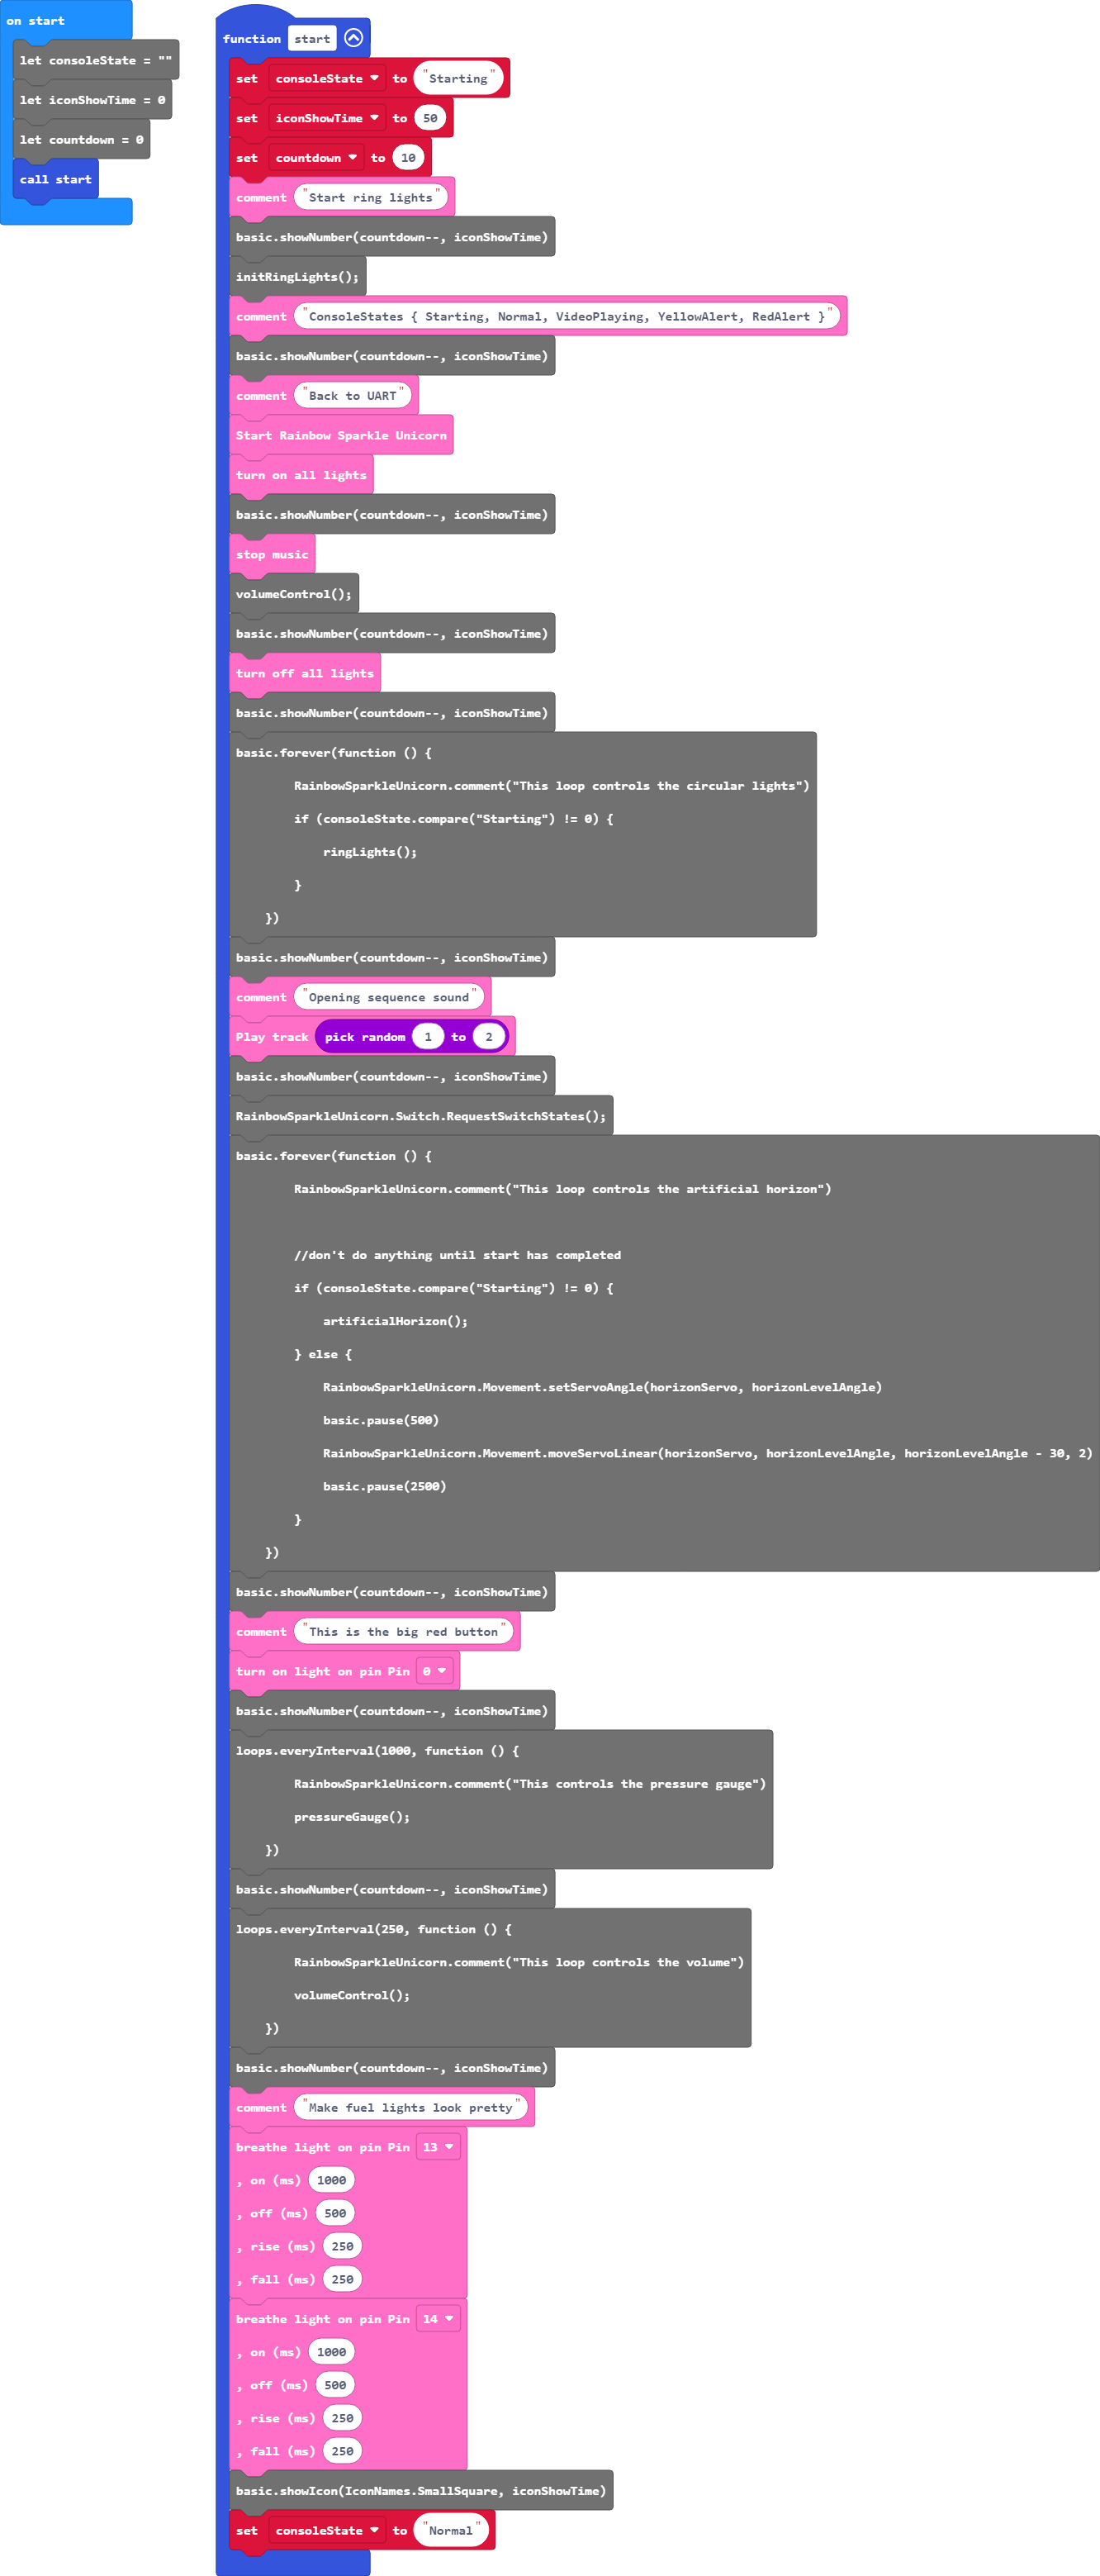 on start
let consoleState = ""
let iconShowTime = 0
let countdown = 0
call start
function start
set consoleState to "Starting"
set iconShowTime to 50
set countdown to 10
comment "Start ring lights"
basic.showNumber(countdown--, iconShowTime)
initRingLights();
comment "ConsoleStates { Starting, Normal, VideoPlaying, YellowAlert, RedAlert }"
basic.showNumber(countdown--, iconShowTime)
comment "Back to UART"
Start Rainbow Sparkle Unicorn
turn on all lights
basic.showNumber(countdown--, iconShowTime)
stop music
volumeControl();
basic.showNumber(countdown--, iconShowTime)
turn off all lights
basic.showNumber(countdown--, iconShowTime)
basic.forever(function () {
RainbowSparkleUnicorn.comment("This loop controls the circular lights")
if (consoleState.compare("Starting") != 0) {
ringLights();
}
})
basic.showNumber(countdown--, iconShowTime)
comment "Opening sequence sound"
Play track pick random 1 to 2
basic.showNumber(countdown--, iconShowTime)
RainbowSparkleUnicorn.Switch.RequestSwitchStates();
basic.forever(function () {
RainbowSparkleUnicorn.comment("This loop controls the artificial horizon")
//don't do anything until start has completed
if (consoleState.compare("Starting") != 0) {
artificialHorizon();
} else {
RainbowSparkleUnicorn.Movement.setServoAngle(horizonServo, horizonLevelAngle)
basic.pause(500)
RainbowSparkleUnicorn.Movement.moveServoLinear(horizonServo, horizonLevelAngle, horizonLevelAngle - 30, 2)
basic.pause(2500)
}
})
basic.showNumber(countdown--, iconShowTime)
comment "This is the big red button"
turn on light on pin Pin 0
basic.showNumber(countdown--, iconShowTime)
loops.everyInterval(1000, function () {
RainbowSparkleUnicorn.comment("This controls the pressure gauge")
pressureGauge();
})
basic.showNumber(countdown--, iconShowTime)
loops.everyInterval(250, function () {
RainbowSparkleUnicorn.comment("This loop controls the volume")
volumeControl();
})
basic.showNumber(countdown--, iconShowTime)
comment "Make fuel lights look pretty"
breathe light on pin Pin 13
, on (ms) 1000
, off (ms) 500
, rise (ms) 250
, fall (ms) 250
breathe light on pin Pin 14
, on (ms) 1000
, off (ms) 500
, rise (ms) 250
, fall (ms) 250
basic.showIcon(IconNames.SmallSquare, iconShowTime)
set consoleState to "Normal"